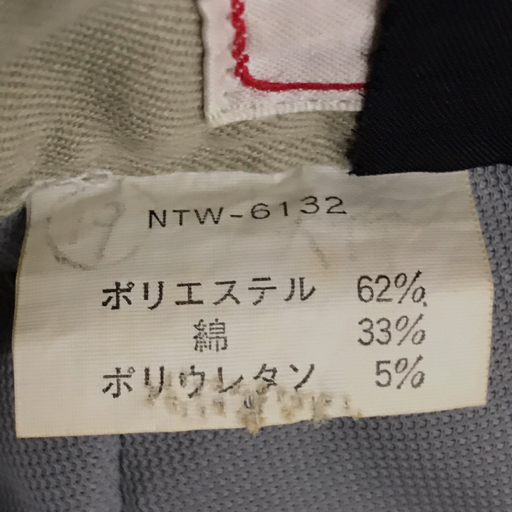 NTW-6132
ポリエステル 62%
綿 33%
ポリウレタン 5%